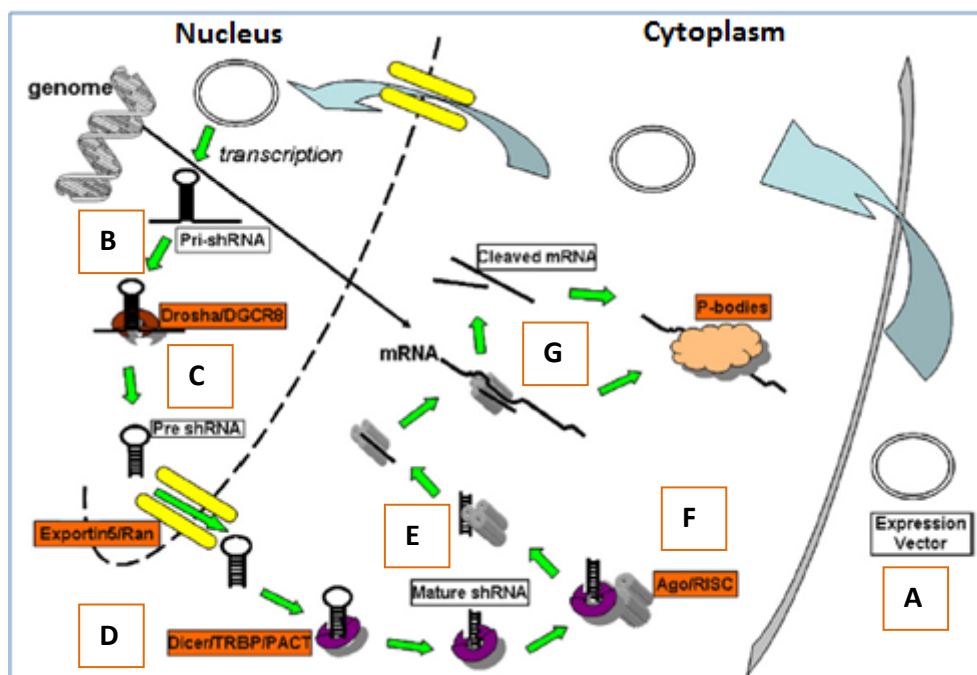 Nucleus
Cytoplasm
genome
transcription
B
Pri-shRNA
Cleaved mRNA
Drosha/DGCR8
P-bodies
mRNA
G
C
Pre shRNA
Exportin5/Ran
E
F
Expression
Vector
Mature shRNA
Ago/RISC
A
D
Dicer/TRBP/PACT